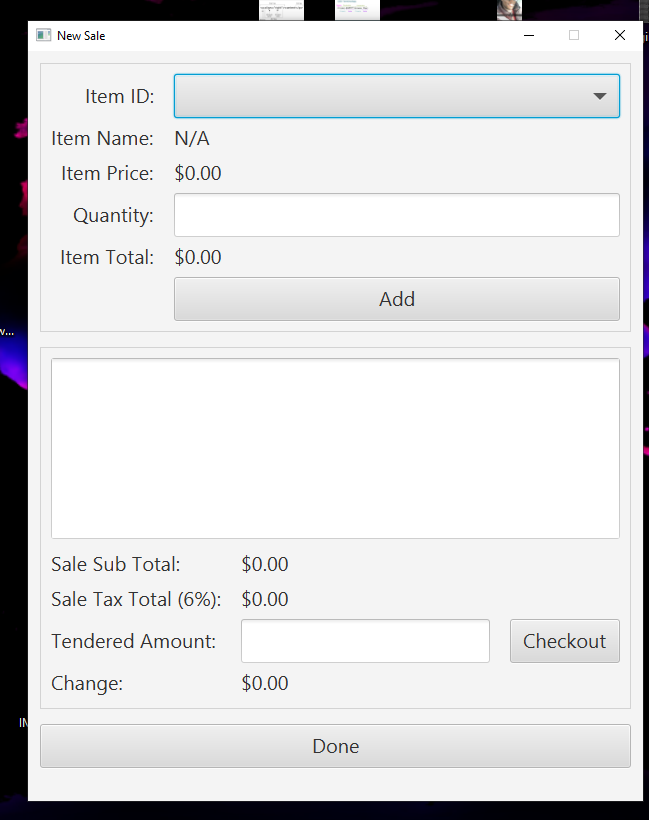 New Sale
Item ID:
Item Name: N/A
Item Price: $0.00
Quantity:
Item Total: $0.00
Add
w...
Sale Sub Total: $0.00
Sale Tax Total (6%): $0.00
Tendered Amount: Checkout
Change: $0.00
IM
Done